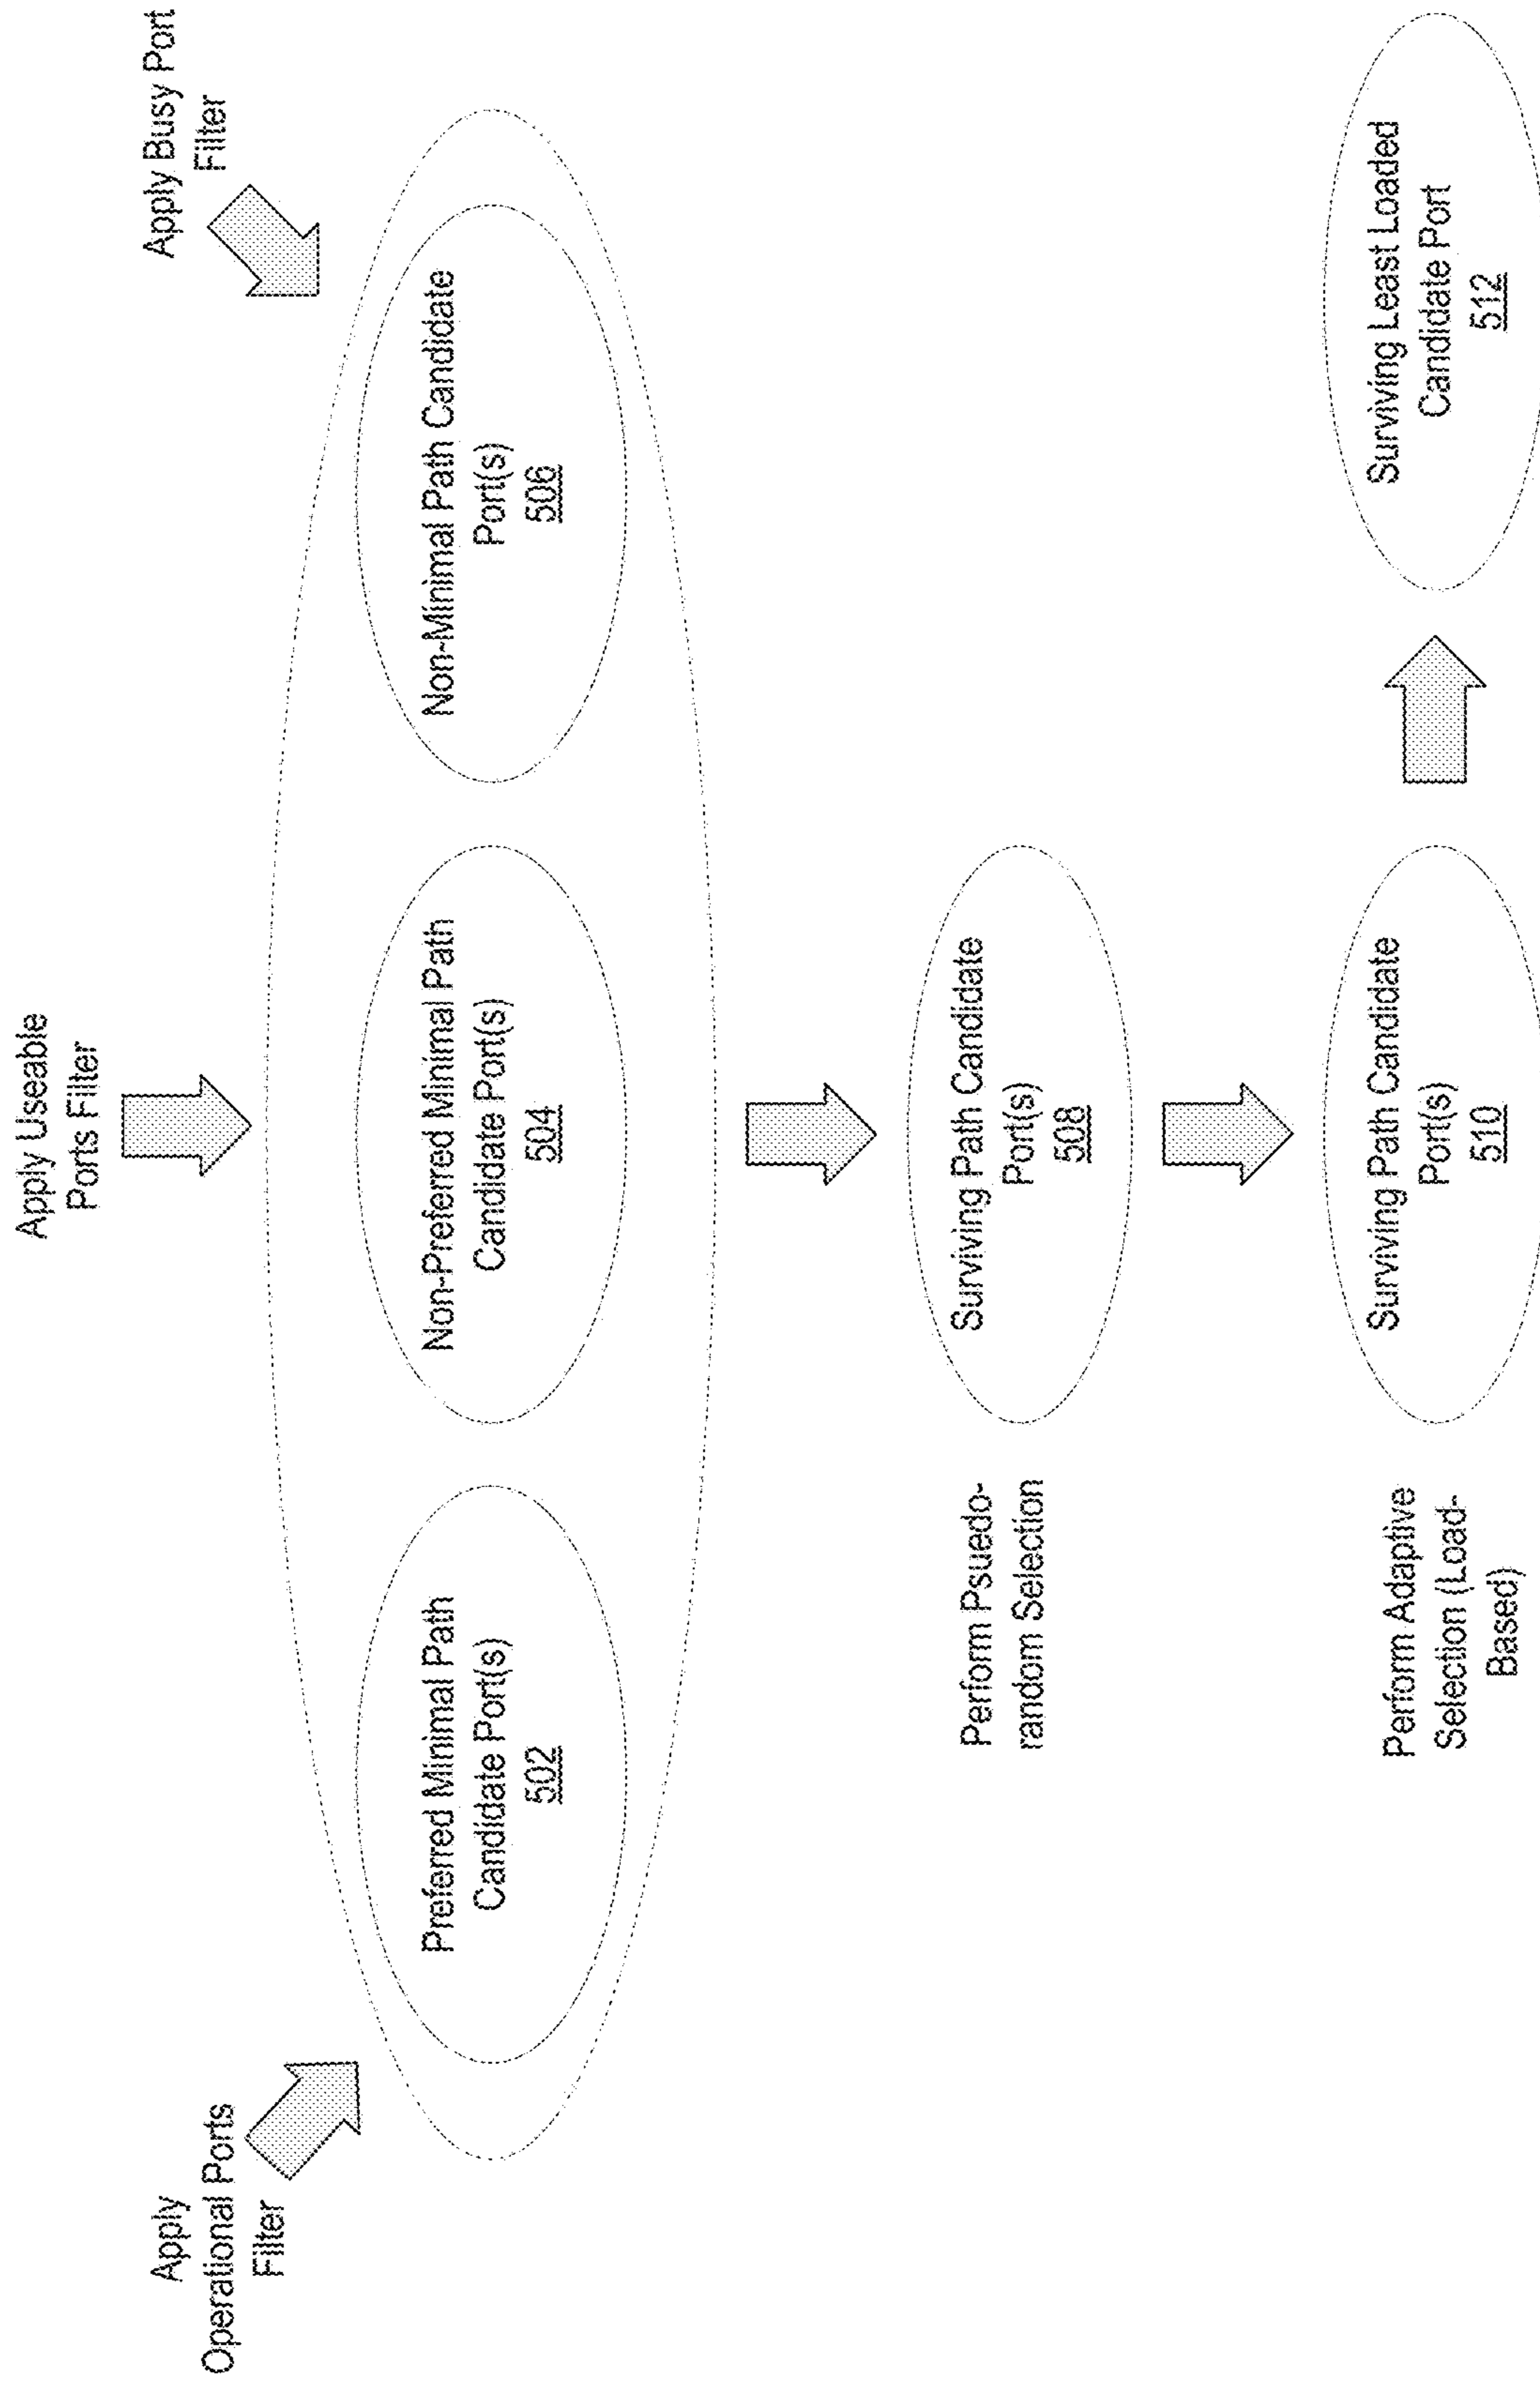 Apply Useable
Ports Filter
Apply
Operational Ports
Filter
Apply Busy Port
Filter
Preferred Minimal Path
Candidate Port(s)
502
Non-Preferred Minimal Path
Candidate Port(s)
504
Non-Minimal Path Candidate
Port(s)
506
Perform Psuedo-
random Selection
Surviving Path Candidate
Port(s)
508
Perform Adaptive
Selection (Load-
Based)
Surviving Path Candidate
Port(s)
510
Surviving Least Loaded
Candidate Port
512